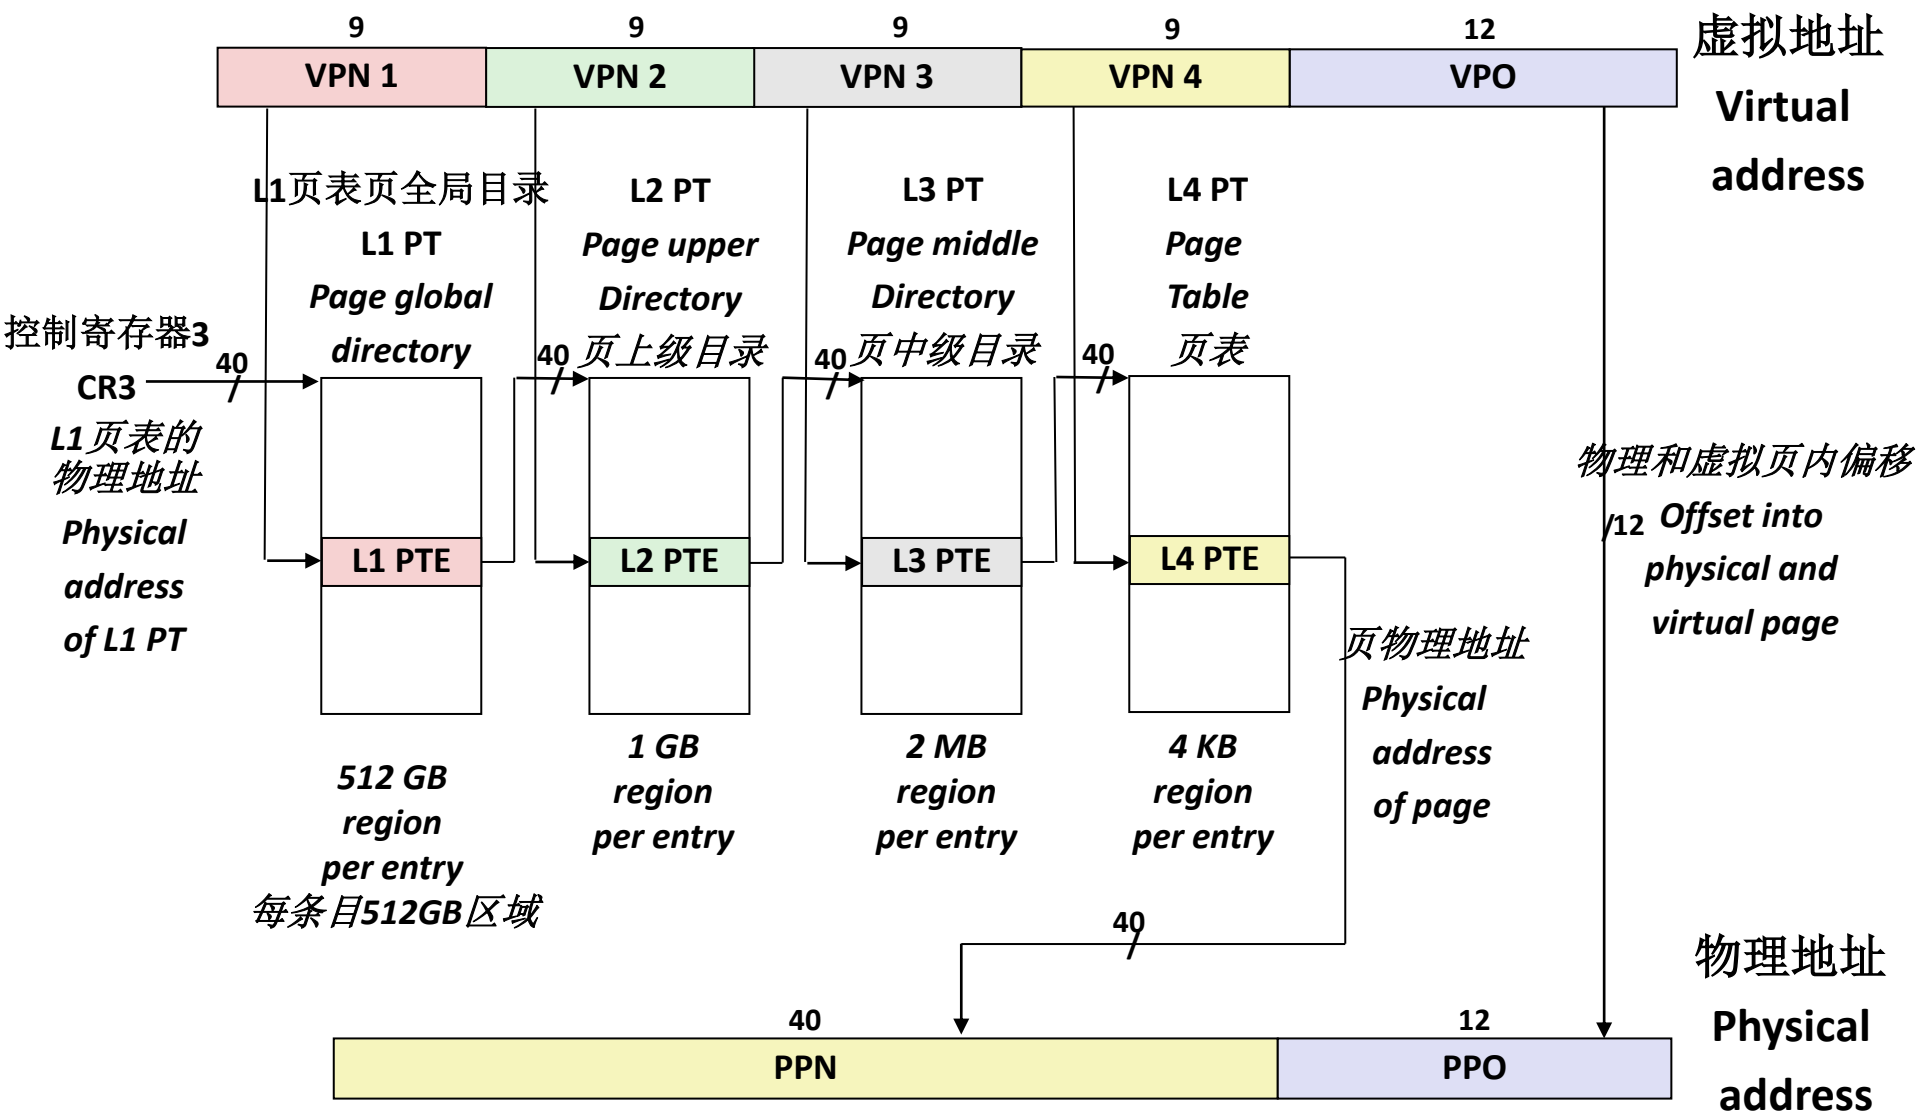 9 9 9 9 12
VPN 1 VPN 2 VPN 3 VPN 4 VPO
虚拟地址
Virtual
address
L1页表页全局目录
L1 PT
Page global
directory
L2 PT
Page upper
Directory
页上级目录
L3 PT
Page middle
Directory
页中级目录
L4 PT
Page
Table
页表
控制寄存器3
CR3
40 40 40 40
L1页表的
物理地址
Physical
address
of L1 PT
L1 PTE L2 PTE L3 PTE L4 PTE
物理和虚拟页内偏移
/12 Offset into
physical and
virtual page
页物理地址
Physical
address
of page
512 GB
region
per entry
每条目512GB区域
1 GB
region
per entry
2 MB
region
per entry
4 KB
region
per entry
40
40 12
PPN PPO
物理地址
Physical
address